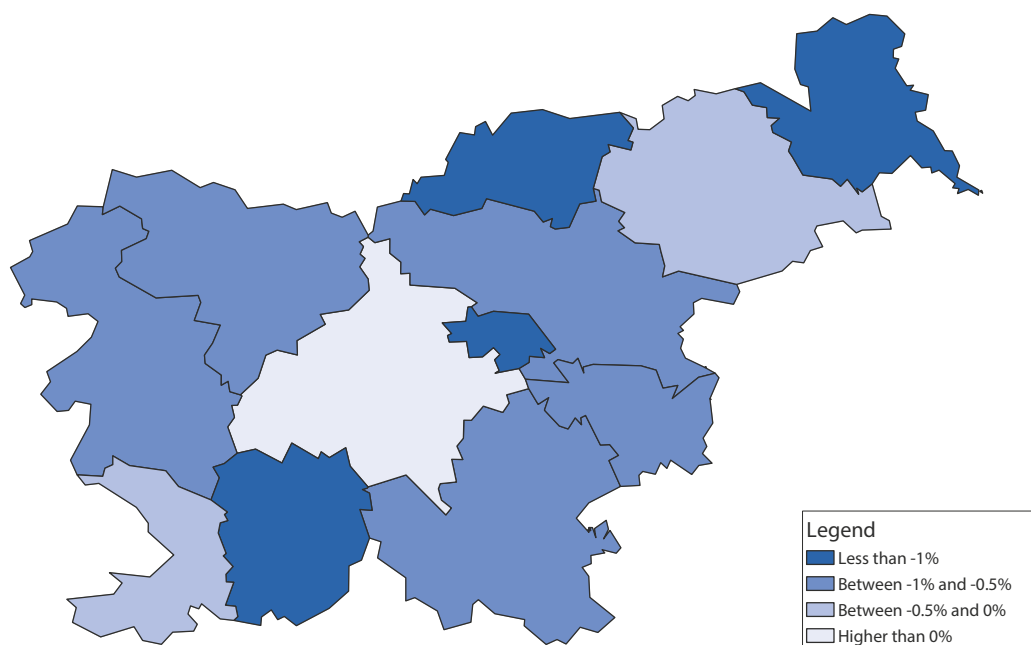 Legend
Less than -1%
Between -1% and -0.5%
Between -0.5% and 0%
Higher than 0%